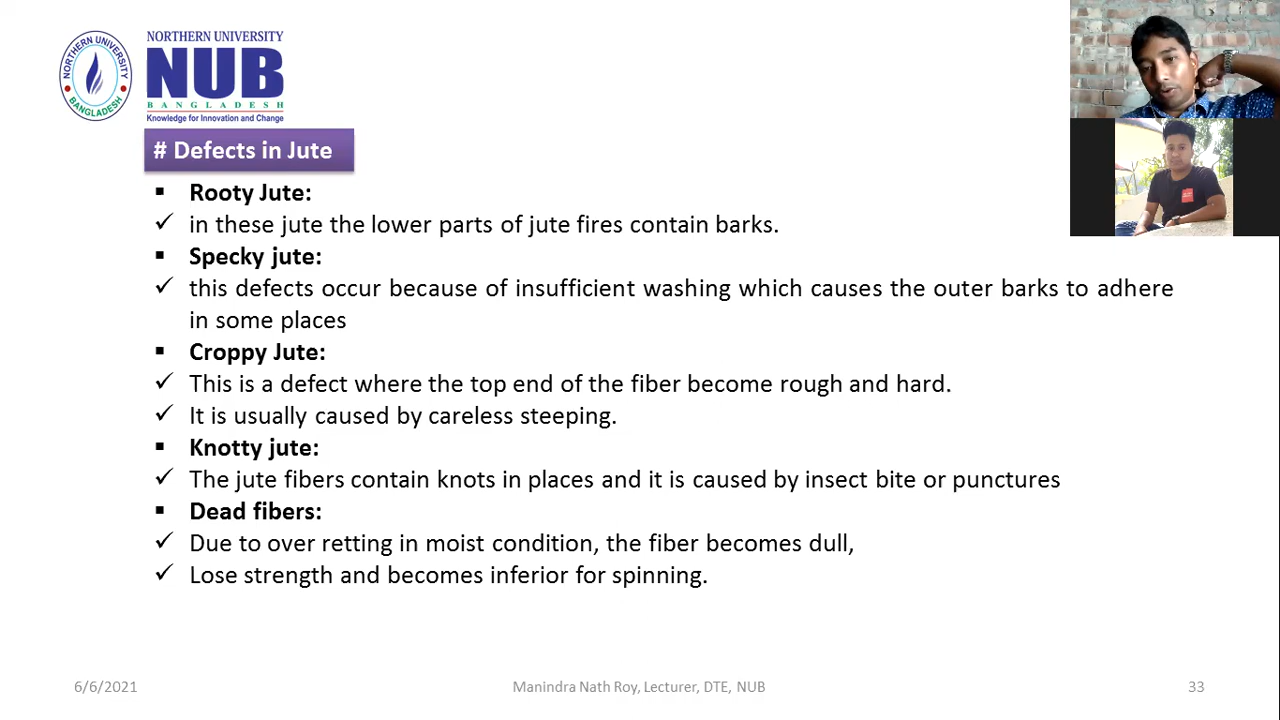 NORTHERN UNIVERSITY
BANGLADESH
NORTHERN UNIVERSITY
NUB
BANGLADESH
Knowledge for Innovation and Change
# Defects in Jute
▪ Rooty Jute:
✓ in these jute the lower parts of jute fires contain barks.
▪ Specky jute:
✓ this defects occur because of insufficient washing which causes the outer barks to adhere
in some places
▪ Croppy Jute:
✓ This is a defect where the top end of the fiber become rough and hard.
✓ It is usually caused by careless steeping.
▪ Knotty jute:
✓ The jute fibers contain knots in places and it is caused by insect bite or punctures
▪ Dead fibers:
✓ Due to over retting in moist condition, the fiber becomes dull,
✓ Lose strength and becomes inferior for spinning.
6/6/2021
Manindra Nath Roy, Lecturer, DTE, NUB
33